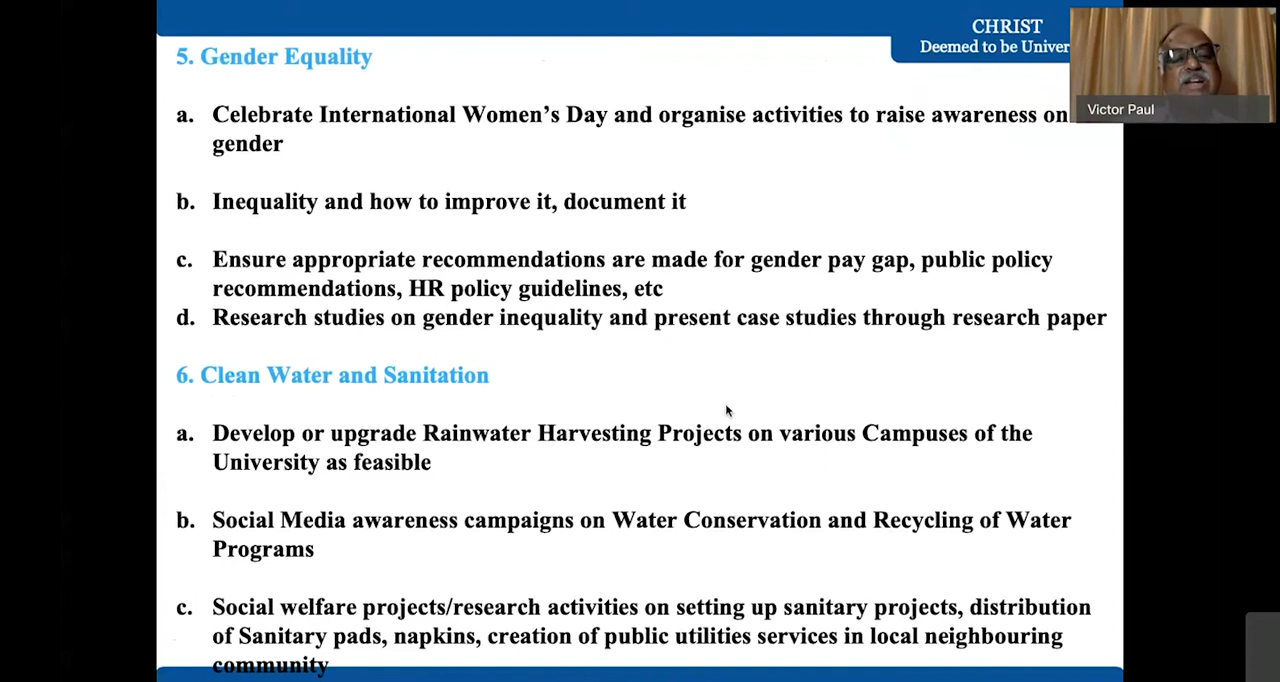 CHRIST
Deemed to be Univer
Victor Paul
5. Gender Equality
a. Celebrate International Women’s Day and organise activities to raise awareness on
gender
b. Inequality and how to improve it, document it
c. Ensure appropriate recommendations are made for gender pay gap, public policy
recommendations, HR policy guidelines, etc
d. Research studies on gender inequality and present case studies through research paper
6. Clean Water and Sanitation
a. Develop or upgrade Rainwater Harvesting Projects on various Campuses of the
University as feasible
b. Social Media awareness campaigns on Water Conservation and Recycling of Water
Programs
c. Social welfare projects/research activities on setting up sanitary projects, distribution
of Sanitary pads, napkins, creation of public utilities services in local neighbouring
community